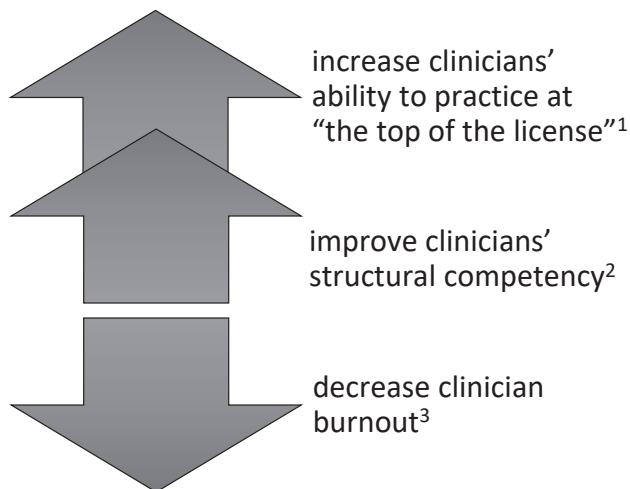 increase clinicians’
ability to practice at
“the top of the license”1
improve clinicians’
structural competency2
decrease clinician
burnout3